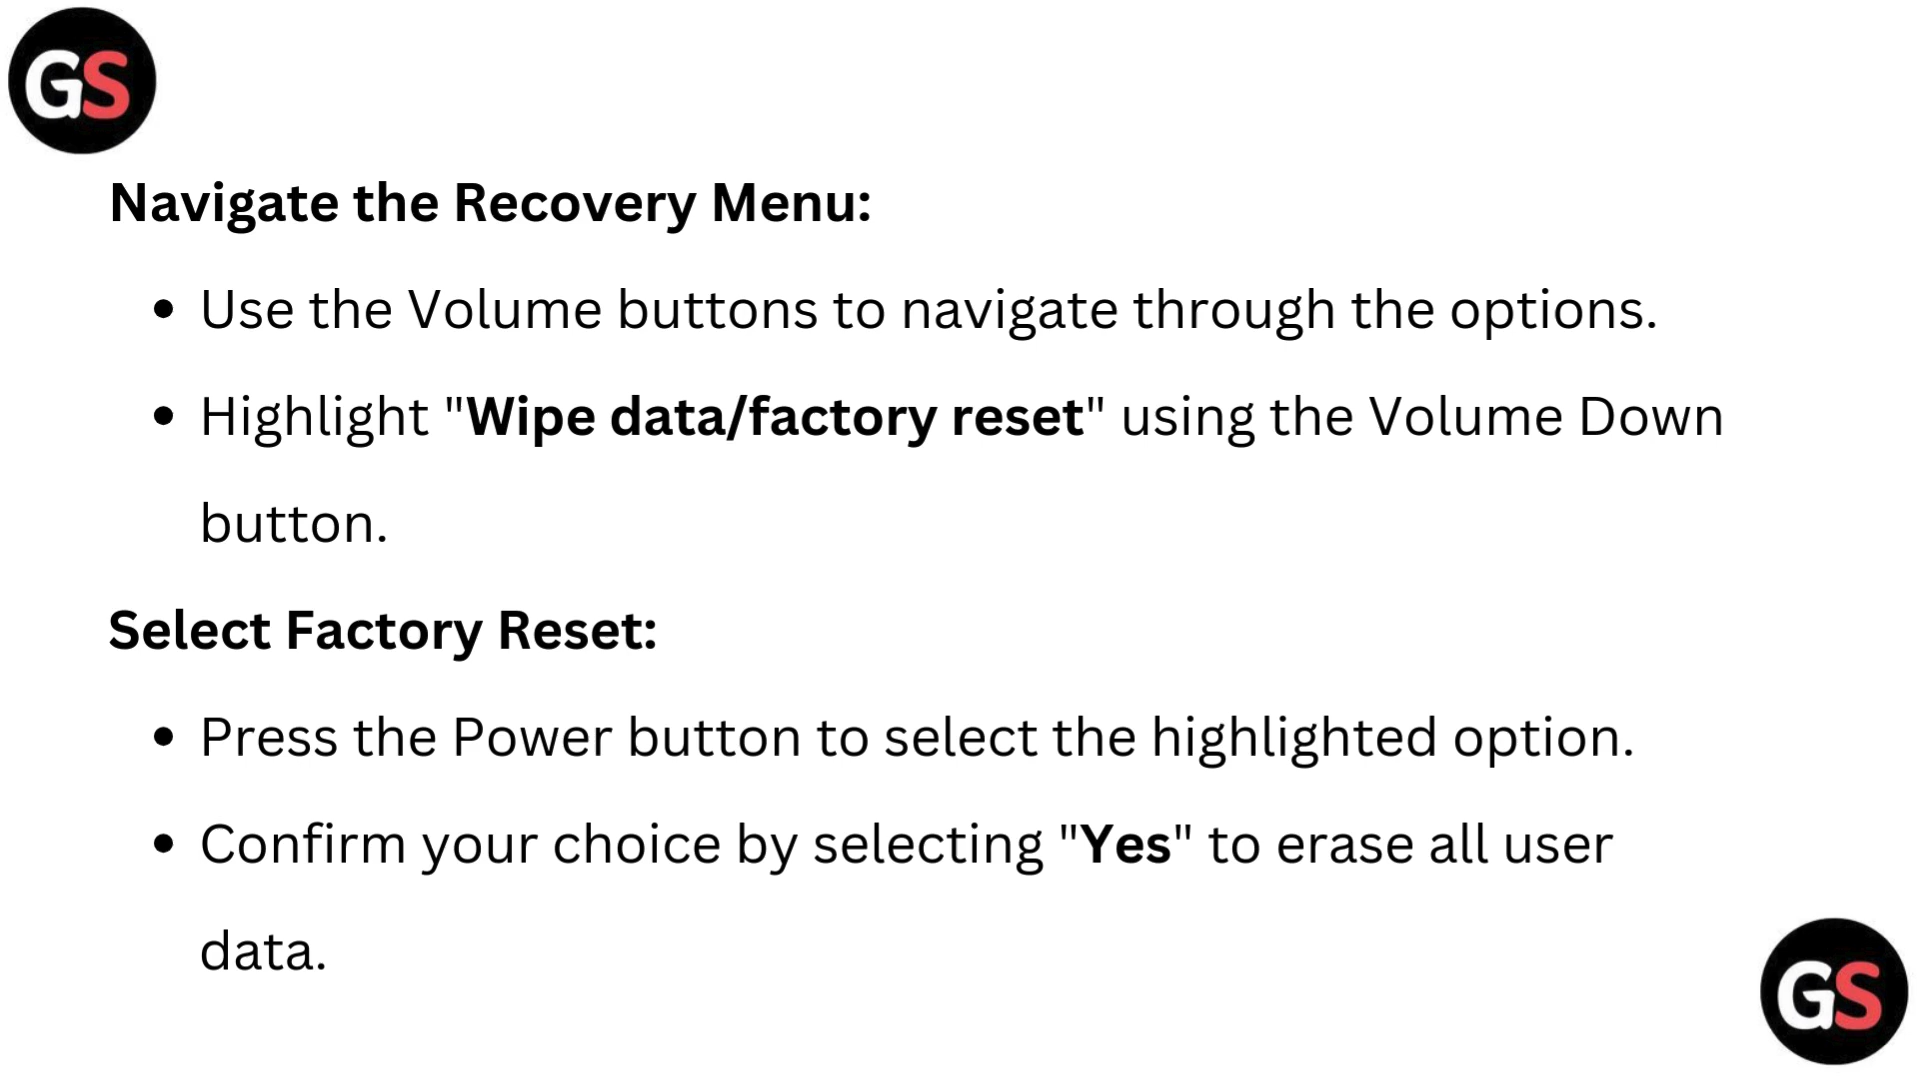 GS
Navigate the Recovery Menu:
• Use the Volume buttons to navigate through the options.
• Highlight "Wipe data/factory reset" using the Volume Down
button.
Select Factory Reset:
• Press the Power button to select the highlighted option.
• Confirm your choice by selecting "Yes" to erase all user
data.
GS